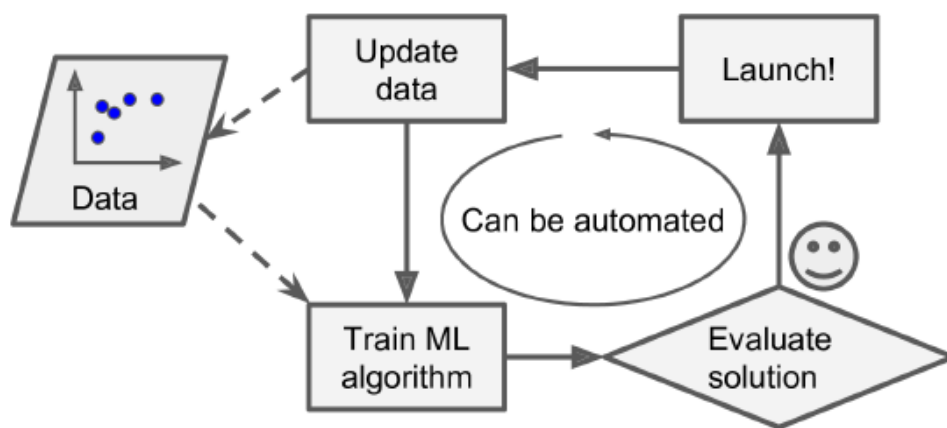 Update
data
Launch!
Data
Can be automated
Train ML
algorithm
Evaluate
solution